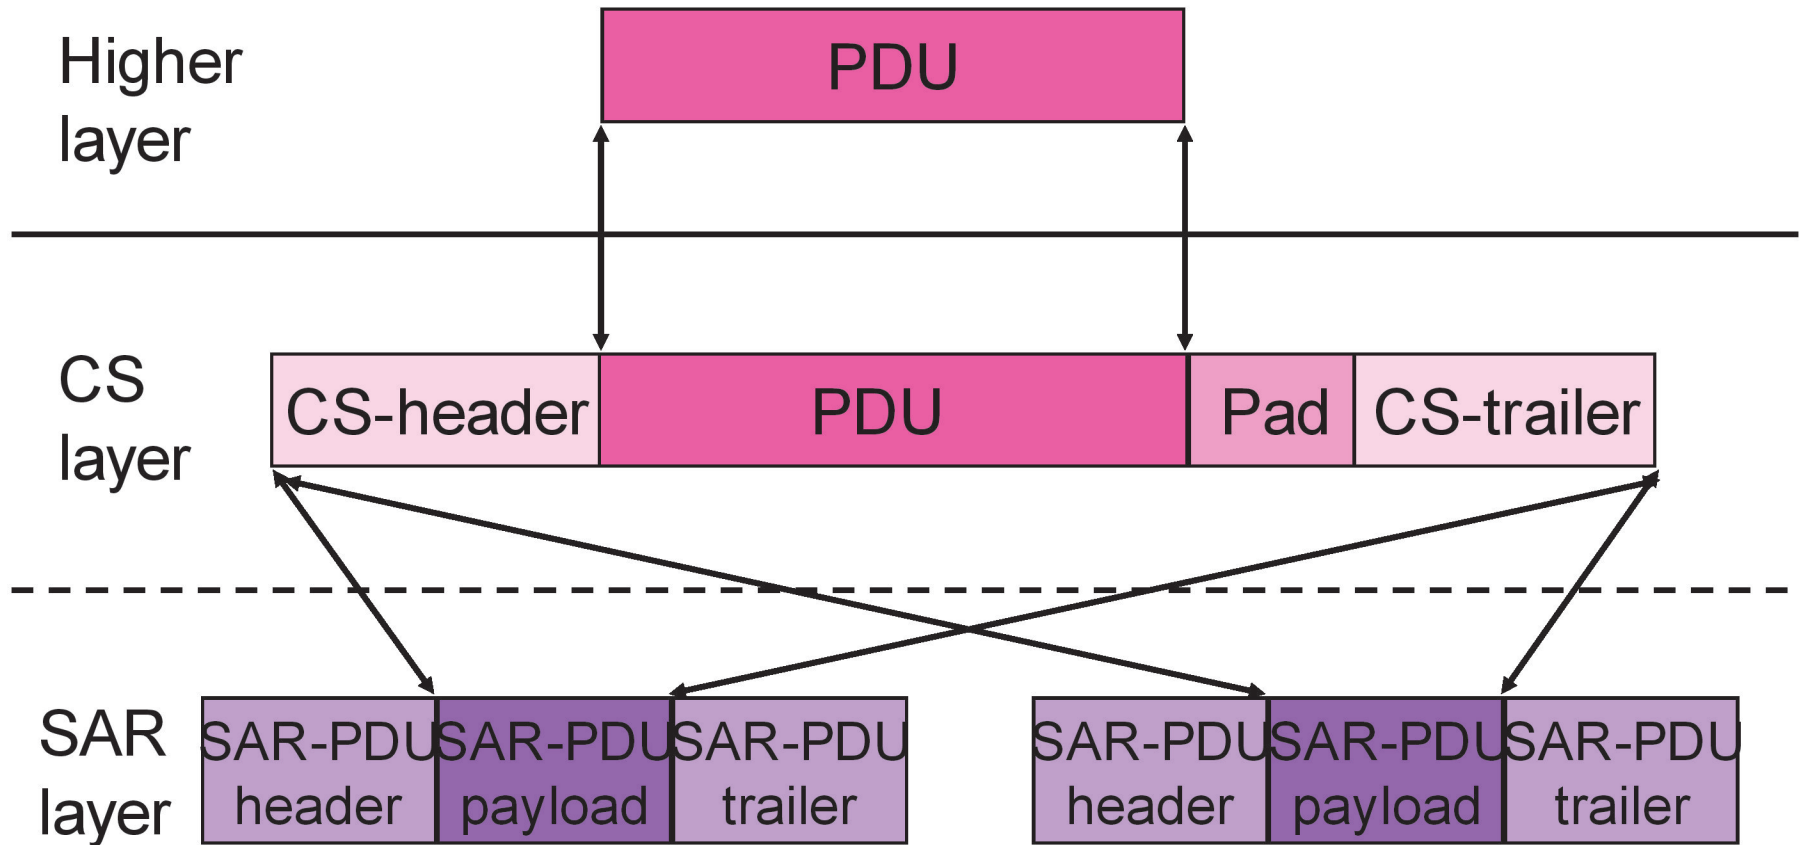 Higher
layer
PDU
CS
layer
CS-header
PDU
Pad
CS-trailer
SAR
layer
SAR-PDU
header
SAR-PDU
payload
SAR-PDU
trailer
SAR-PDU
header
SAR-PDU
payload
SAR-PDU
trailer